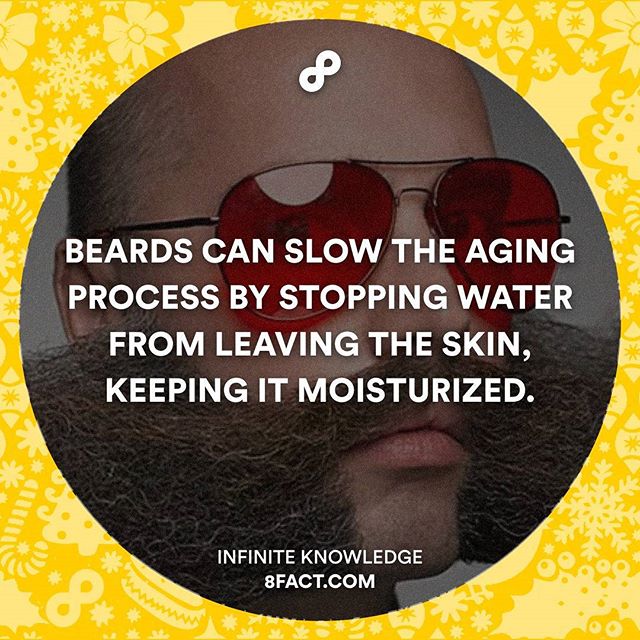 BEARDS CAN SLOW THE AGING
PROCESS BY STOPPING WATER
FROM LEAVING THE SKIN,
KEEPING IT MOISTURIZED.
INFINITE KNOWLEDGE
8FACT.COM